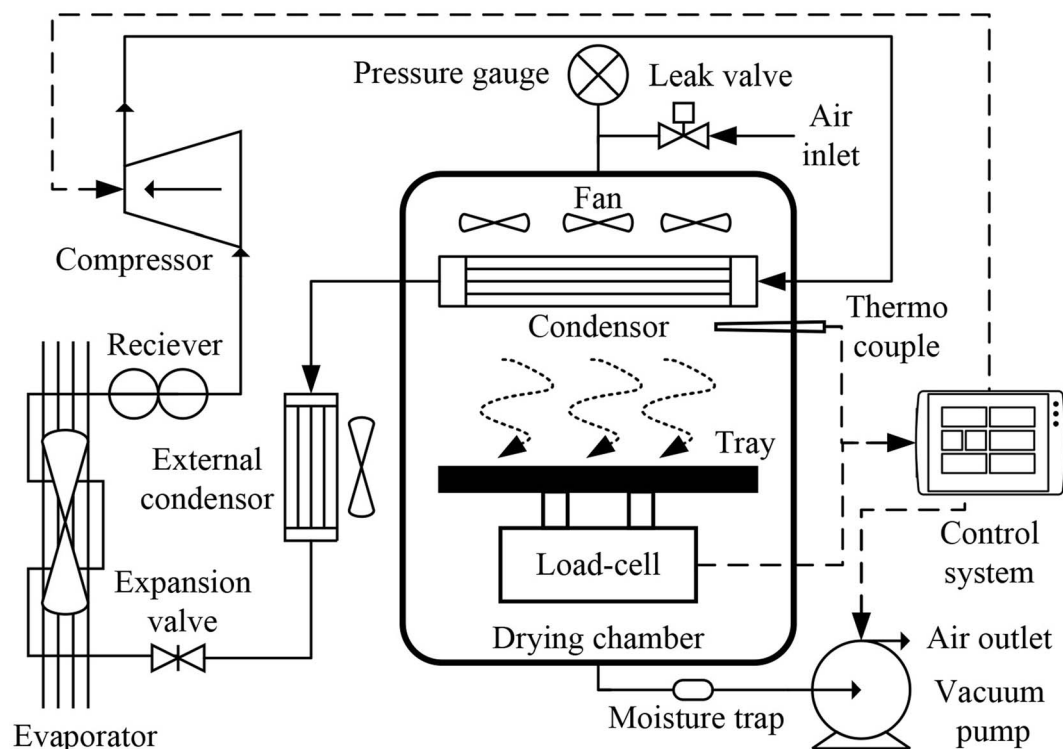 Pressure gauge
Leak valve
Air
inlet
Fan
Compressor
Condensor
Thermo
couple
Reciever
External
condensor
Tray
Control
system
Load-cell
Expansion
valve
Drying chamber
Air outlet
Moisture trap
Vacuum
pump
Evaporator